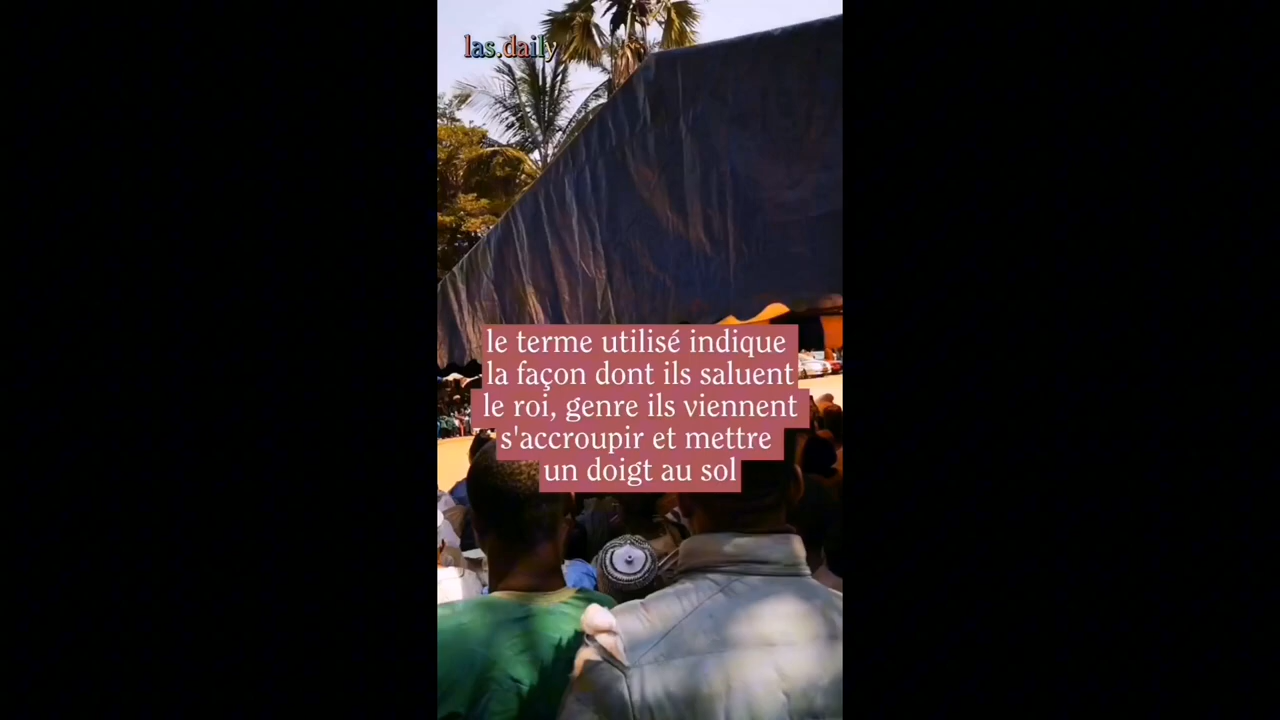 las.daily
le terme utilisé indique
la façon dont ils saluent
le roi, genre ils viennent
s'accroupir et mettre
un doigt au sol